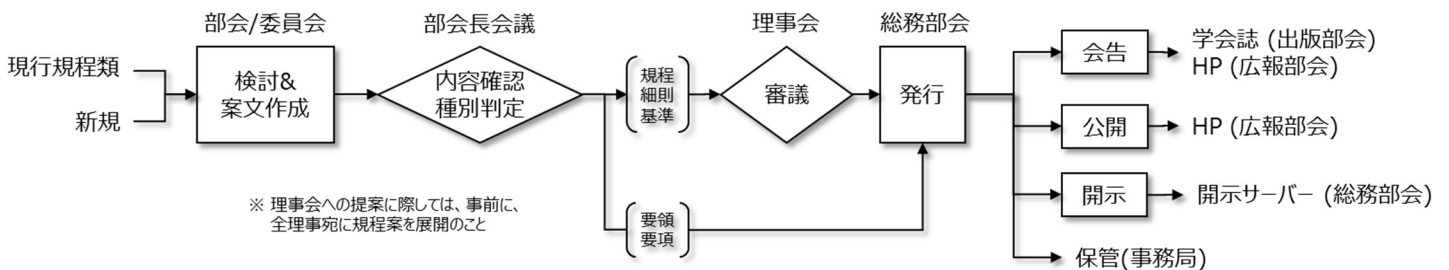 部会/委員会
部会長会議
理事会
総務部会
現行規程類
新規
検討&
案文作成
内容確認
種別判定
規程
細則
基準
審議
発行
会告
学会誌 (出版部会)
HP (広報部会)
公開
HP (広報部会)
開示
開示サーバー (総務部会)
保管(事務局)
要領
要項
※ 理事会への提案に際しては、事前に、
全理事宛に規程案を展開のこと